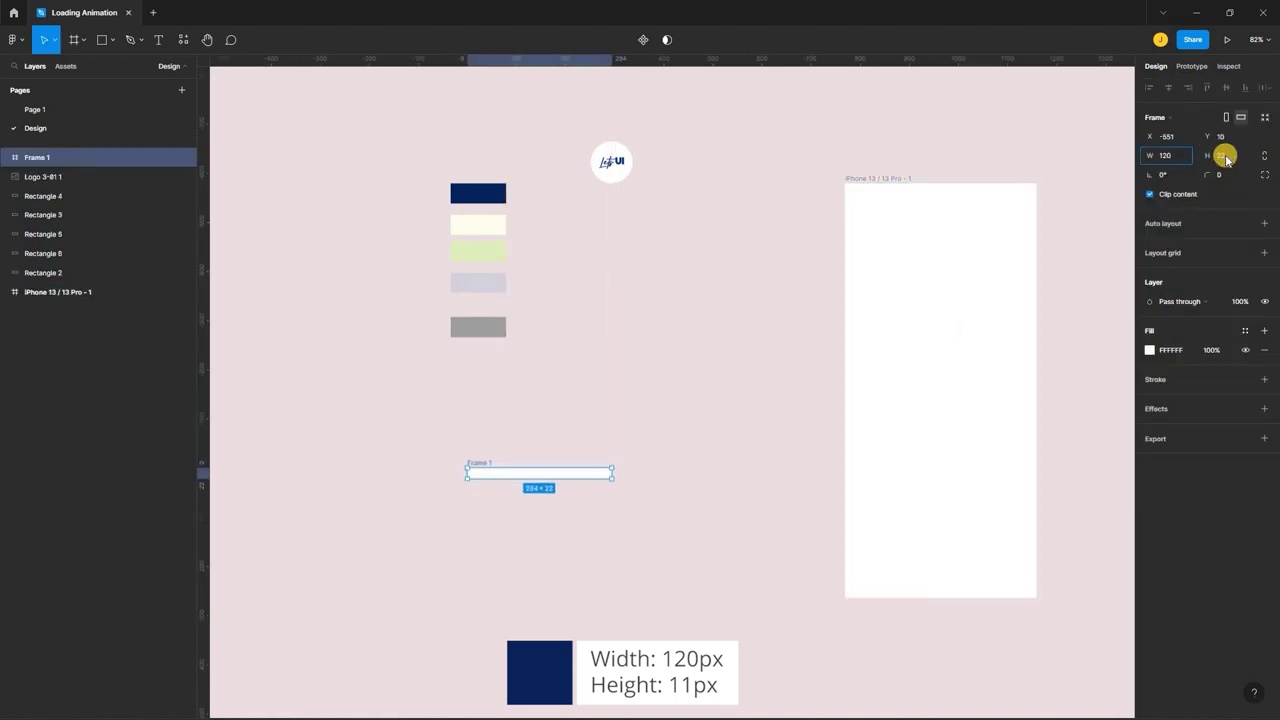 Loading Animation
J
Share
82%
Layers
Assets
Design
Design
Prototype
Inspect
Pages
Page 1
Design
Frame 1
Logo 3-01 1
Rectangle 4
Rectangle 3
Rectangle 5
Rectangle 6
Rectangle 2
iPhone 13 / 13 Pro - 1
Let's UI
iPhone 13 / 13 Pro - 1
Frame 1
Frame
X -551
Y 10
W 120
H 22
0°
0
Clip content
Auto layout
Layout grid
Layer
Pass through
100%
Fill
FFFFFF
100%
Stroke
Effects
Export
Width: 120px
Height: 11px
?